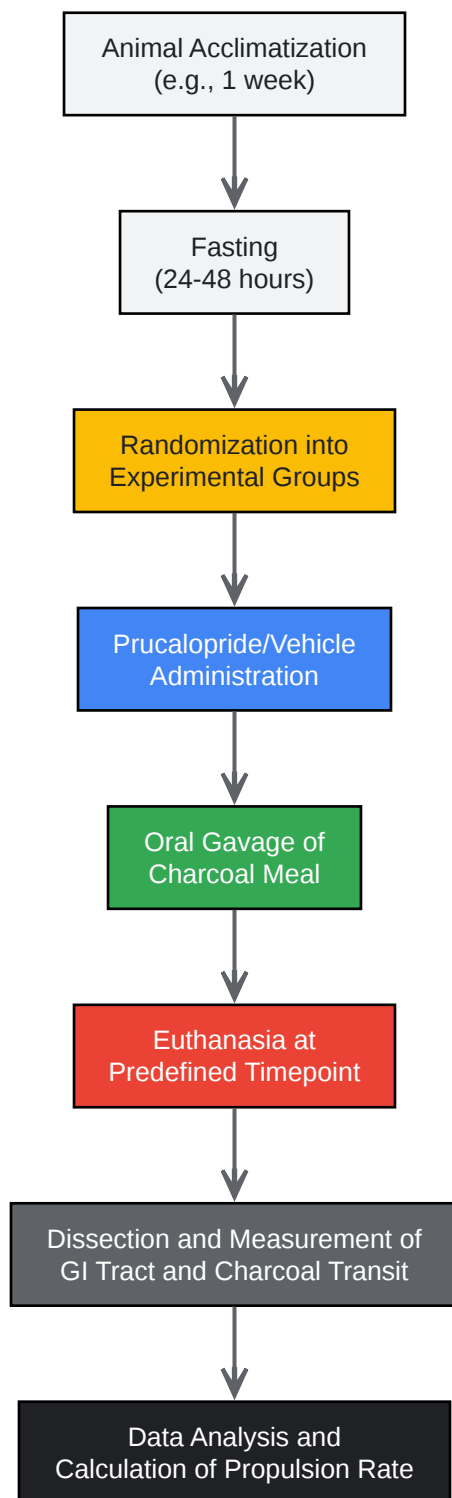 Animal Acclimatization
(e.g., 1 week)
Fasting
(24-48 hours)
Randomization into
Experimental Groups
Prucalopride/Vehicle
Administration
Oral Gavage of
Charcoal Meal
Euthanasia at
Predefined Timepoint
Dissection and Measurement of
GI Tract and Charcoal Transit
Data Analysis and
Calculation of Propulsion Rate